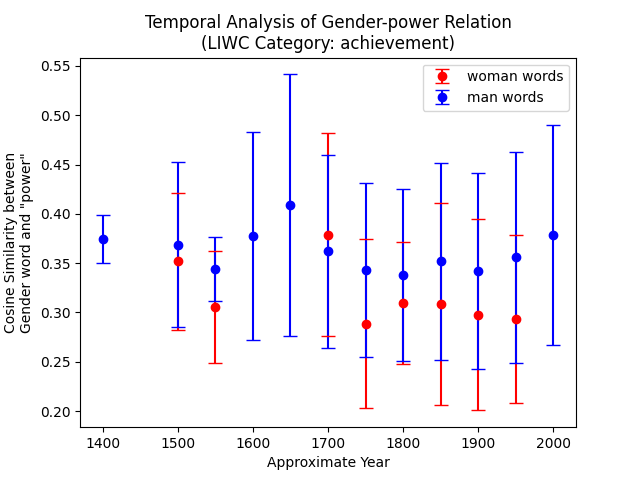 Temporal Analysis of Gender-power Relation
(LIWC Category: achievement)
woman words
man words
Cosine Similarity between
Gender word and "power"
0.55
0.50
0.45
0.40
0.35
0.30
0.25
0.20
1400
1500
1600
1700
1800
1900
2000
Approximate Year